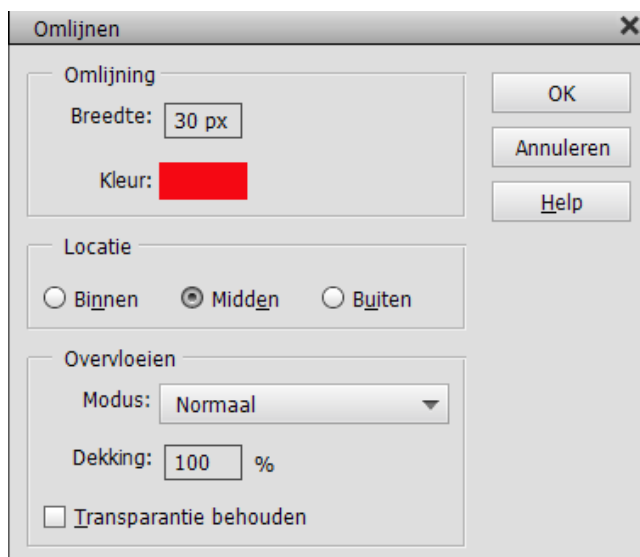 Omlijnen
Omlijning
Breedte: 30 px
Kleur:
OK
Annuleren
Help
Locatie
Binnen Midden Buiten
Overvloeien
Modus: Normaal
Dekking: 100 %
Transparantie behouden